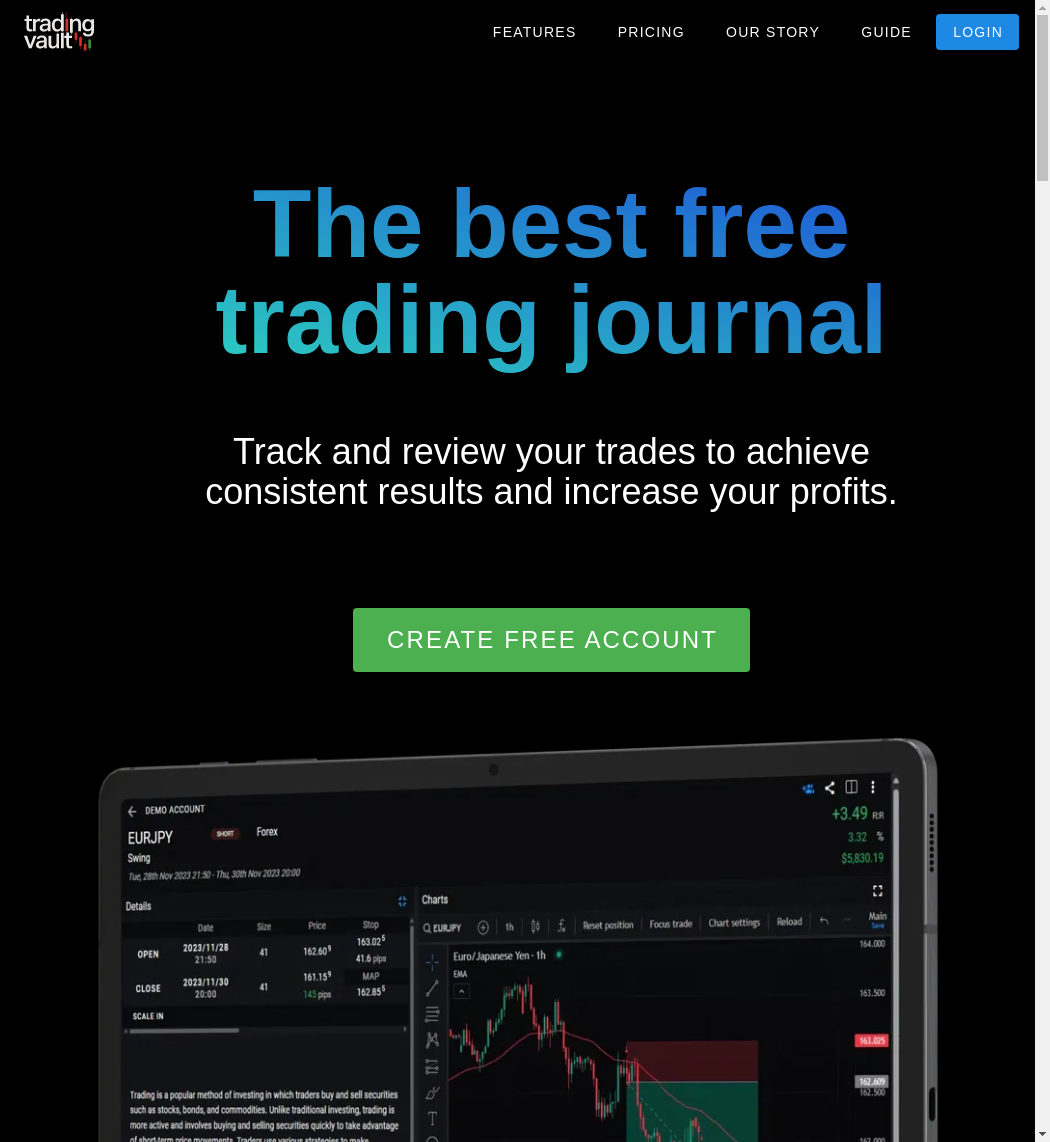 trading
vault
FEATURES
PRICING
OUR STORY
GUIDE
LOGIN
The best free
trading journal
Track and review your trades to achieve
consistent results and increase your profits.
CREATE FREE ACCOUNT
DEMO ACCOUNT
EURJPY SHORT Forex
Swing
Tue, 28th Nov 2023 21:50 - Thu, 30th Nov 2023 20:00
+3.49 R:R
3.32 %
$5,830.19
Details
Date Size Price Stop
OPEN 2023/11/28 21:50 41 162.60⁹ 163.02⁵ 41.6 pips
MAP
CLOSE 2023/11/30 20:00 41 161.15⁹ 145 pips 162.85⁵
SCALE IN
Trading is a popular method of investing in which traders buy and sell securities
such as stocks, bonds, and commodities. Unlike traditional investing, trading is
more active and involves buying and selling securities quickly to take advantage
of short-term price movements. Traders use various strategies to make
Charts
EURJPY 1h Reset position Focus trade Chart settings Reload Main
Save
Euro/Japanese Yen · 1h
EMA
164.000
163.500
163.025
162.609
162.500
162.000